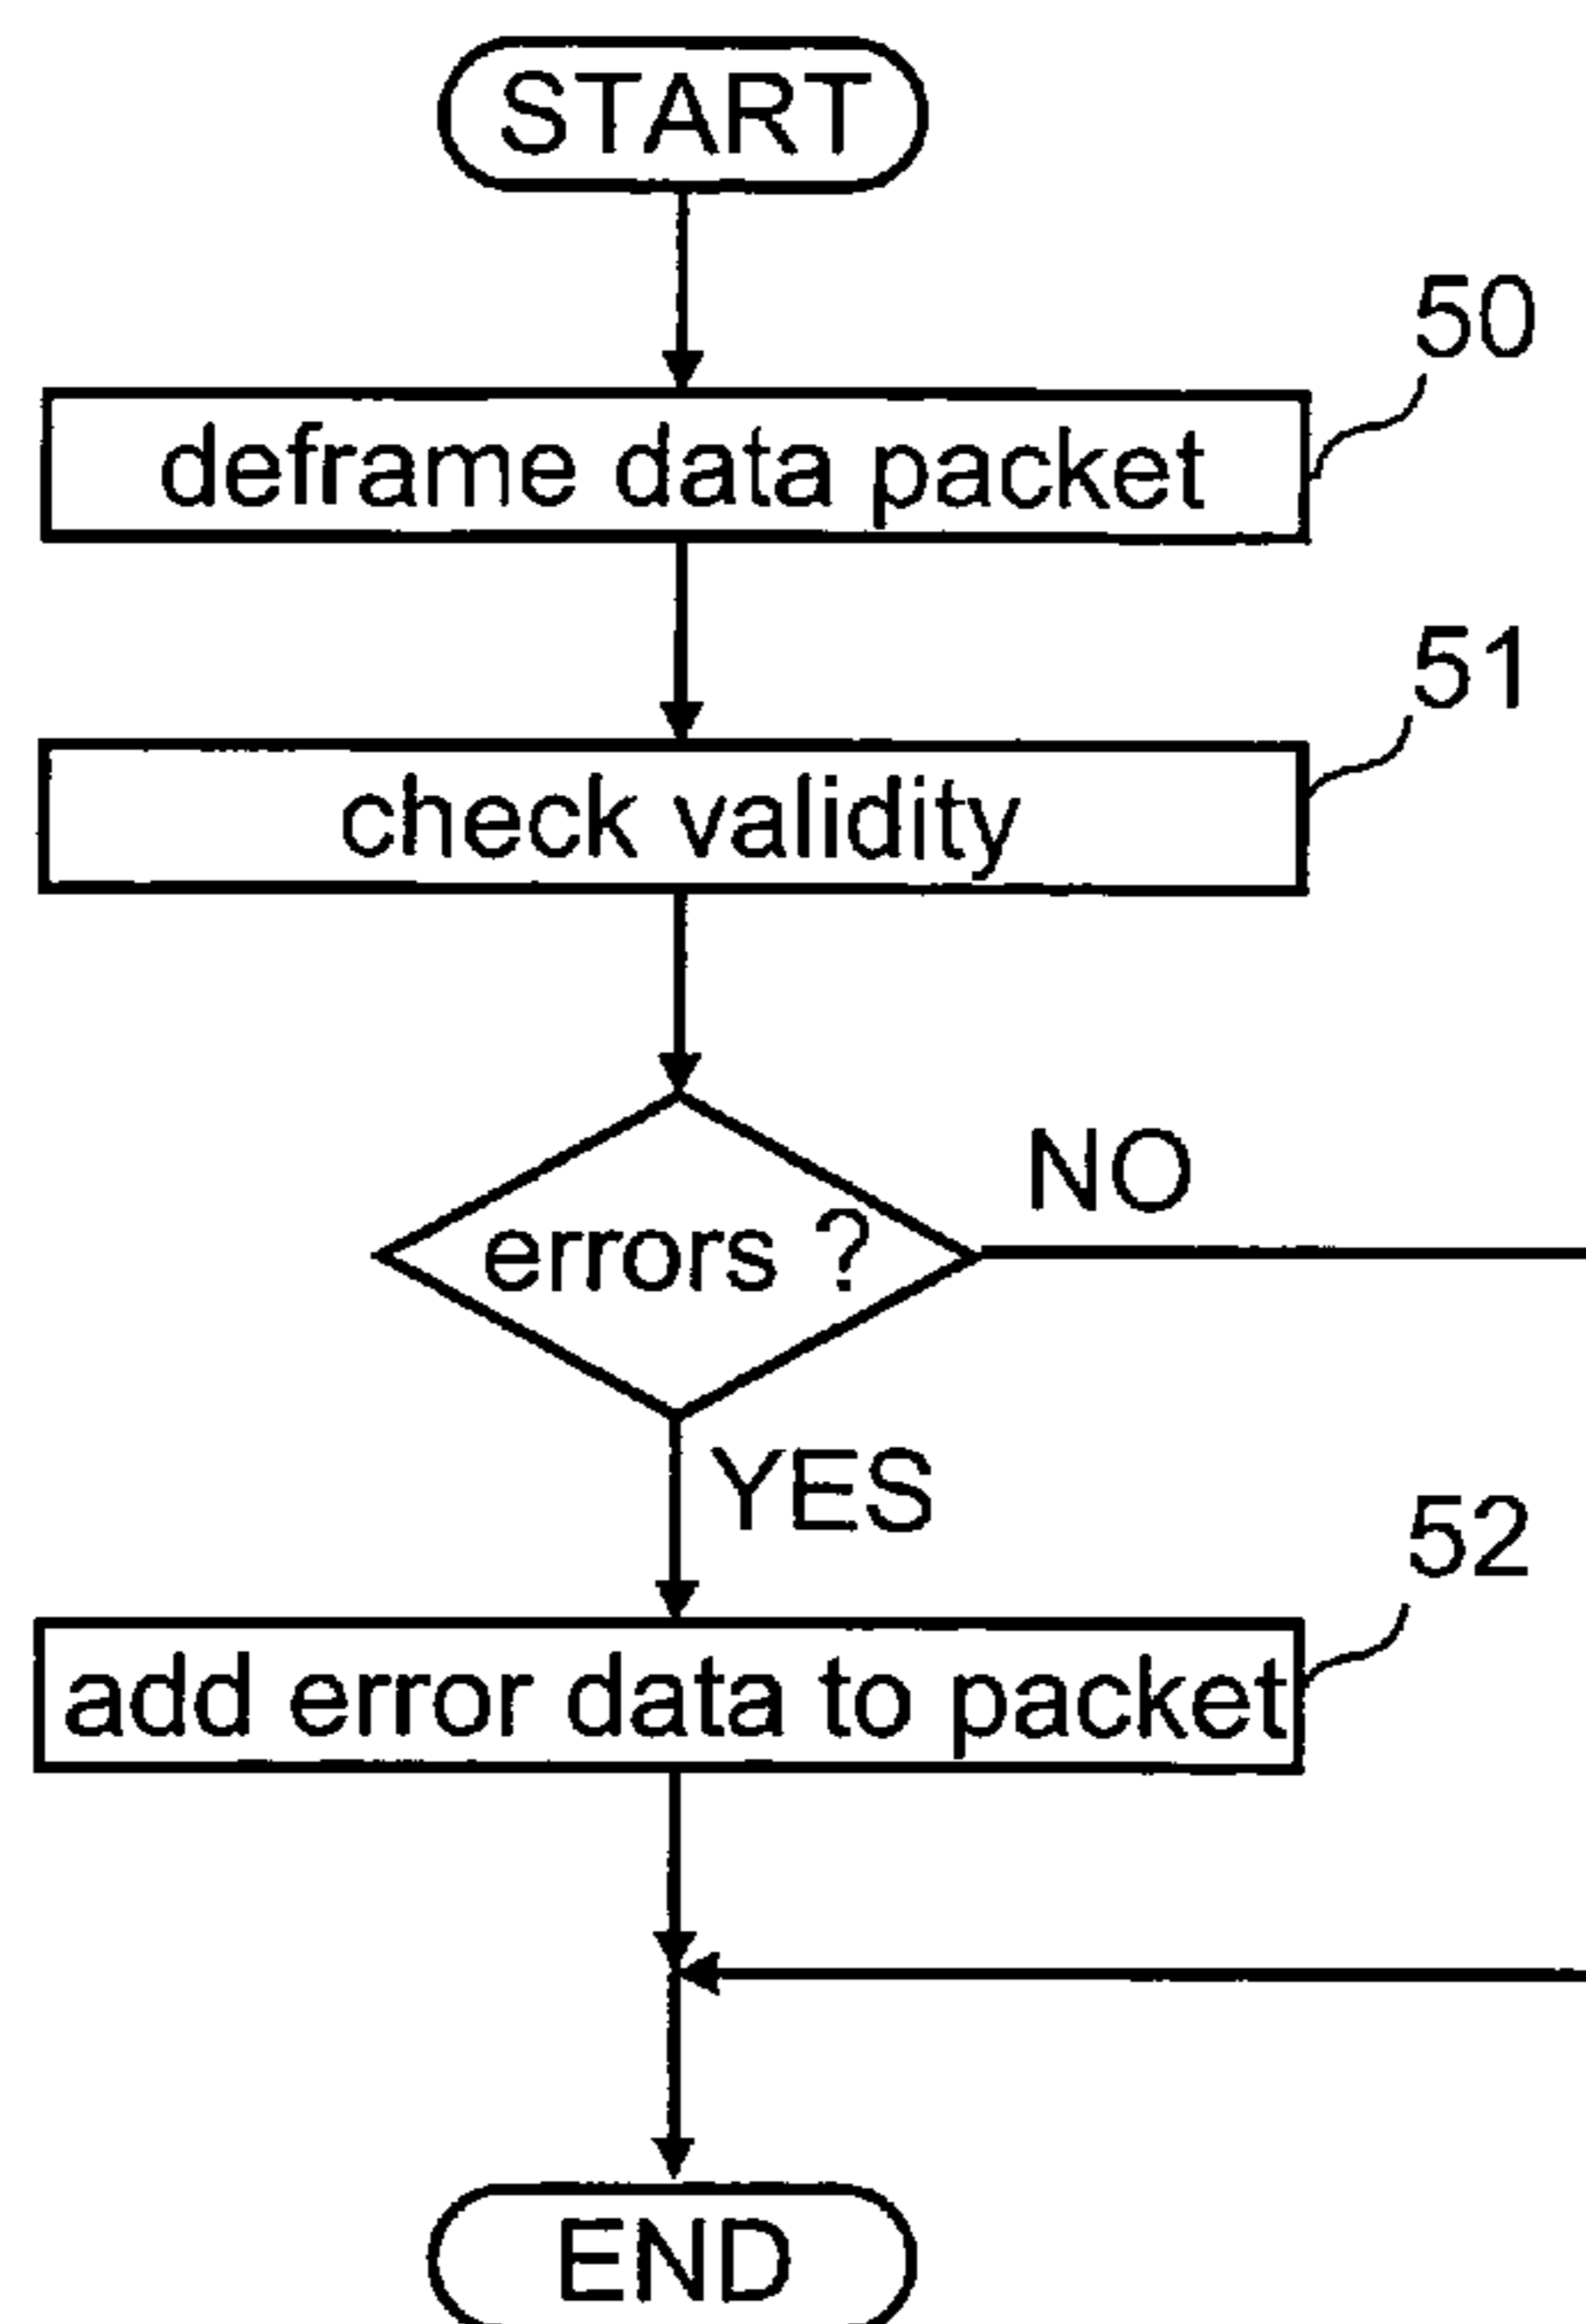 START
50
deframe data packet
51
check validity
NO
errors ?
YES
52
add error data to packet
END